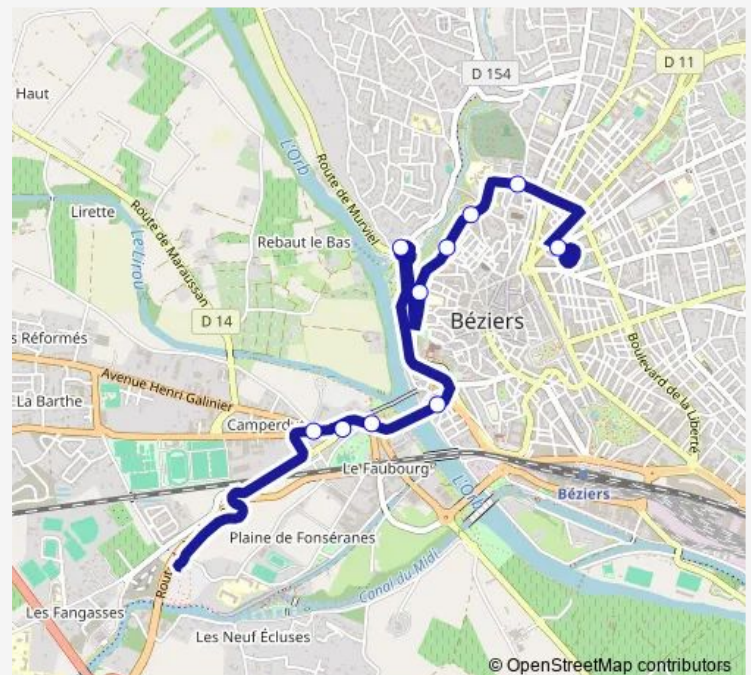 D 11
D 154
Haut
L'Orb
Route de Murviel
Lirette
Route de Maraussan
Rebaut le Bas
Le Lirou
D 14
Béziers
s Réformés
Boulevard de la Liberté
Avenue Henri Galinier
La Barthe
Camperd
Le Faubourg
L'Orb
Béziers
Plaine de Fonséranes
Canal du Midi
Rout
Les Fangasses
Les Neuf Écluses
© OpenStreetMap contributors